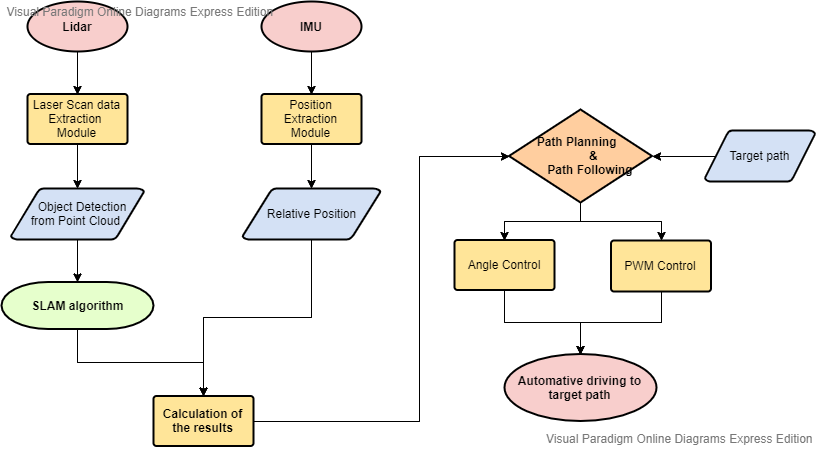 Visual Paradigm Online Diagrams Express Edition
Lidar
IMU
Laser Scan data
Extraction
Module
Position
Extraction
Module
Path Planning
&
Path Following
Target path
Object Detection
from Point Cloud
Relative Position
Angle Control
PWM Control
SLAM algorithm
Automative driving to
target path
Calculation of
the results
Visual Paradigm Online Diagrams Express Edition